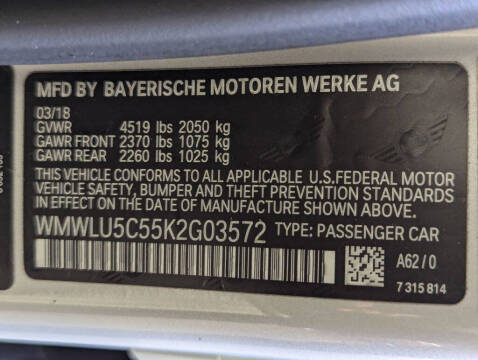 MFD BY BAYERISCHE MOTOREN WERKE AG
03/18
GVWR 4519 lbs 2050 kg
GAWR FRONT 2370 lbs 1075 kg
GAWR REAR 2260 lbs 1025 kg
THIS VEHICLE CONFORMS TO ALL APPLICABLE U.S.FEDERAL MOTOR
VEHICLE SAFETY, BUMPER AND THEFT PREVENTION STANDARDS
IN EFFECT ON THE DATE OF MANUFACTURE SHOWN ABOVE.
WMWLU5C55K2G03572 TYPE: PASSENGER CAR
A62/0
7 315 814